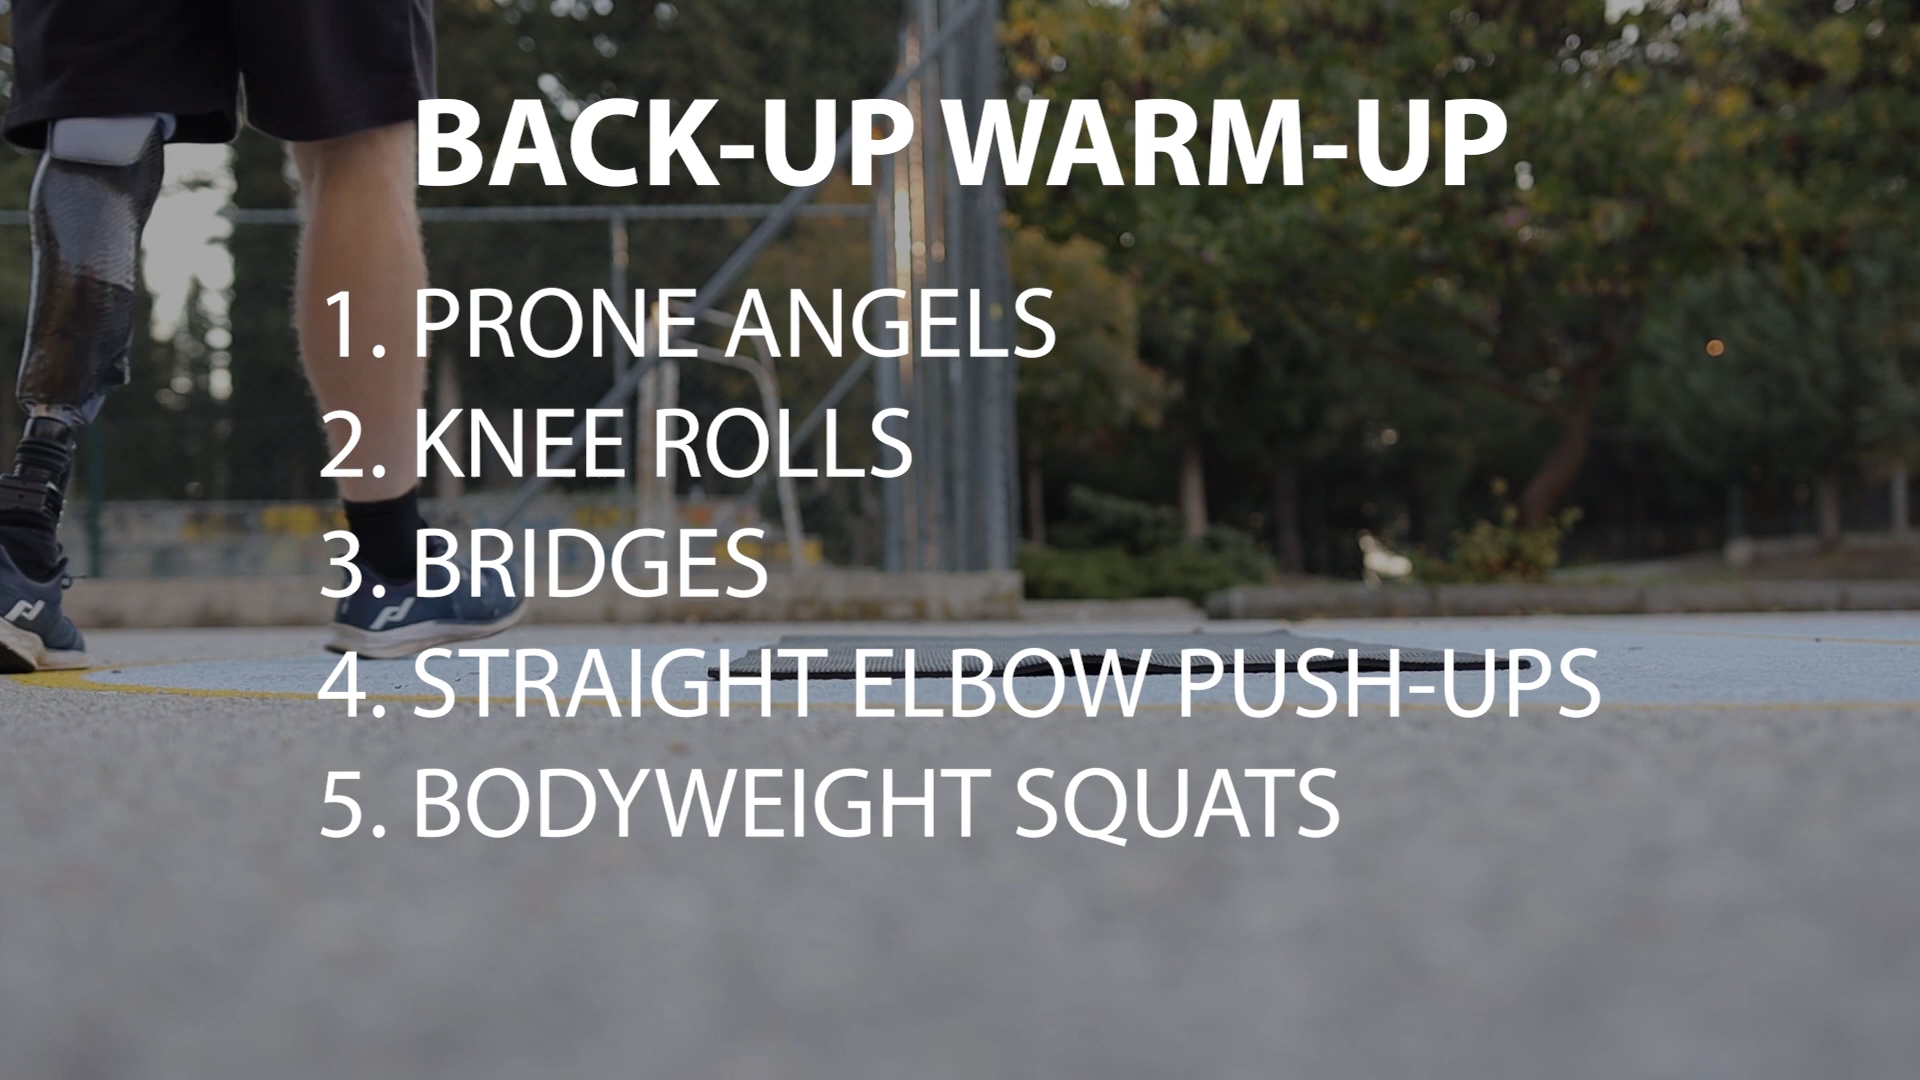 BACK-UP WARM-UP
1. PRONE ANGELS
2. KNEE ROLLS
3. BRIDGES
4. STRAIGHT ELBOW PUSH-UPS
5. BODYWEIGHT SQUATS